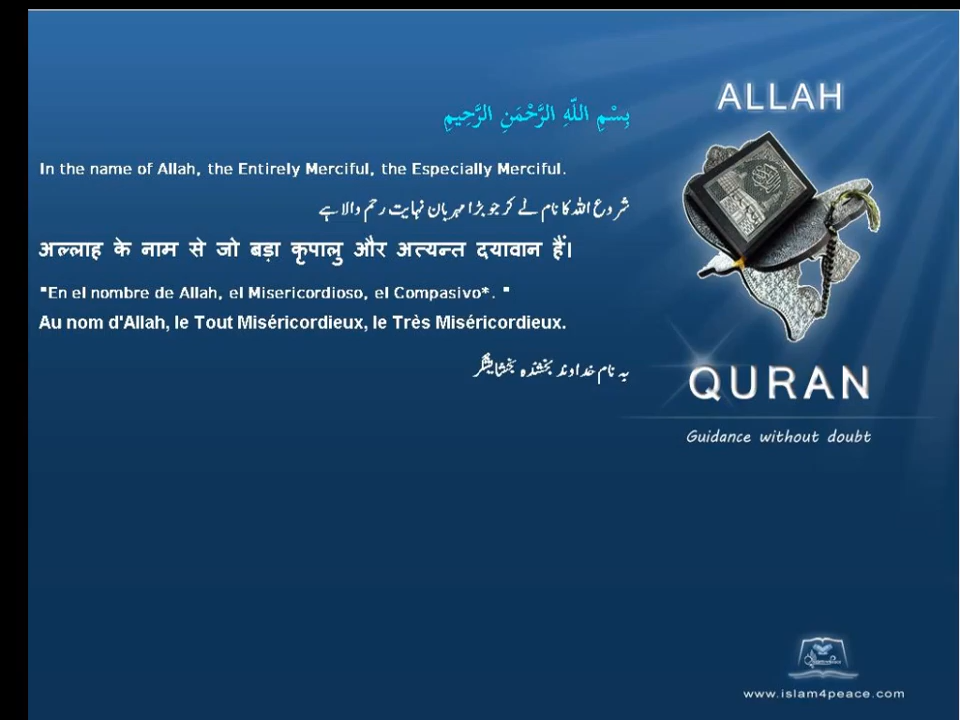 بِسْمِ اللَّهِ الرَّحْمَنِ الرَّحِيمِ
In the name of Allah, the Entirely Merciful, the Especially Merciful.
شروع اللہ کا نام لے کر جو بڑا مہربان نہایت رحم والا ہے
अल्लाह के नाम से जो बड़ा कृपालु और अत्यन्त दयावान हैं।
"En el nombre de Allah, el Misericordioso, el Compasivo*. "
Au nom d'Allah, le Tout Miséricordieux, le Très Miséricordieux.
به نام خداوند بخشنده بخشایشگر
ALLAH
QURAN
Guidance without doubt
www.islam4peace.com